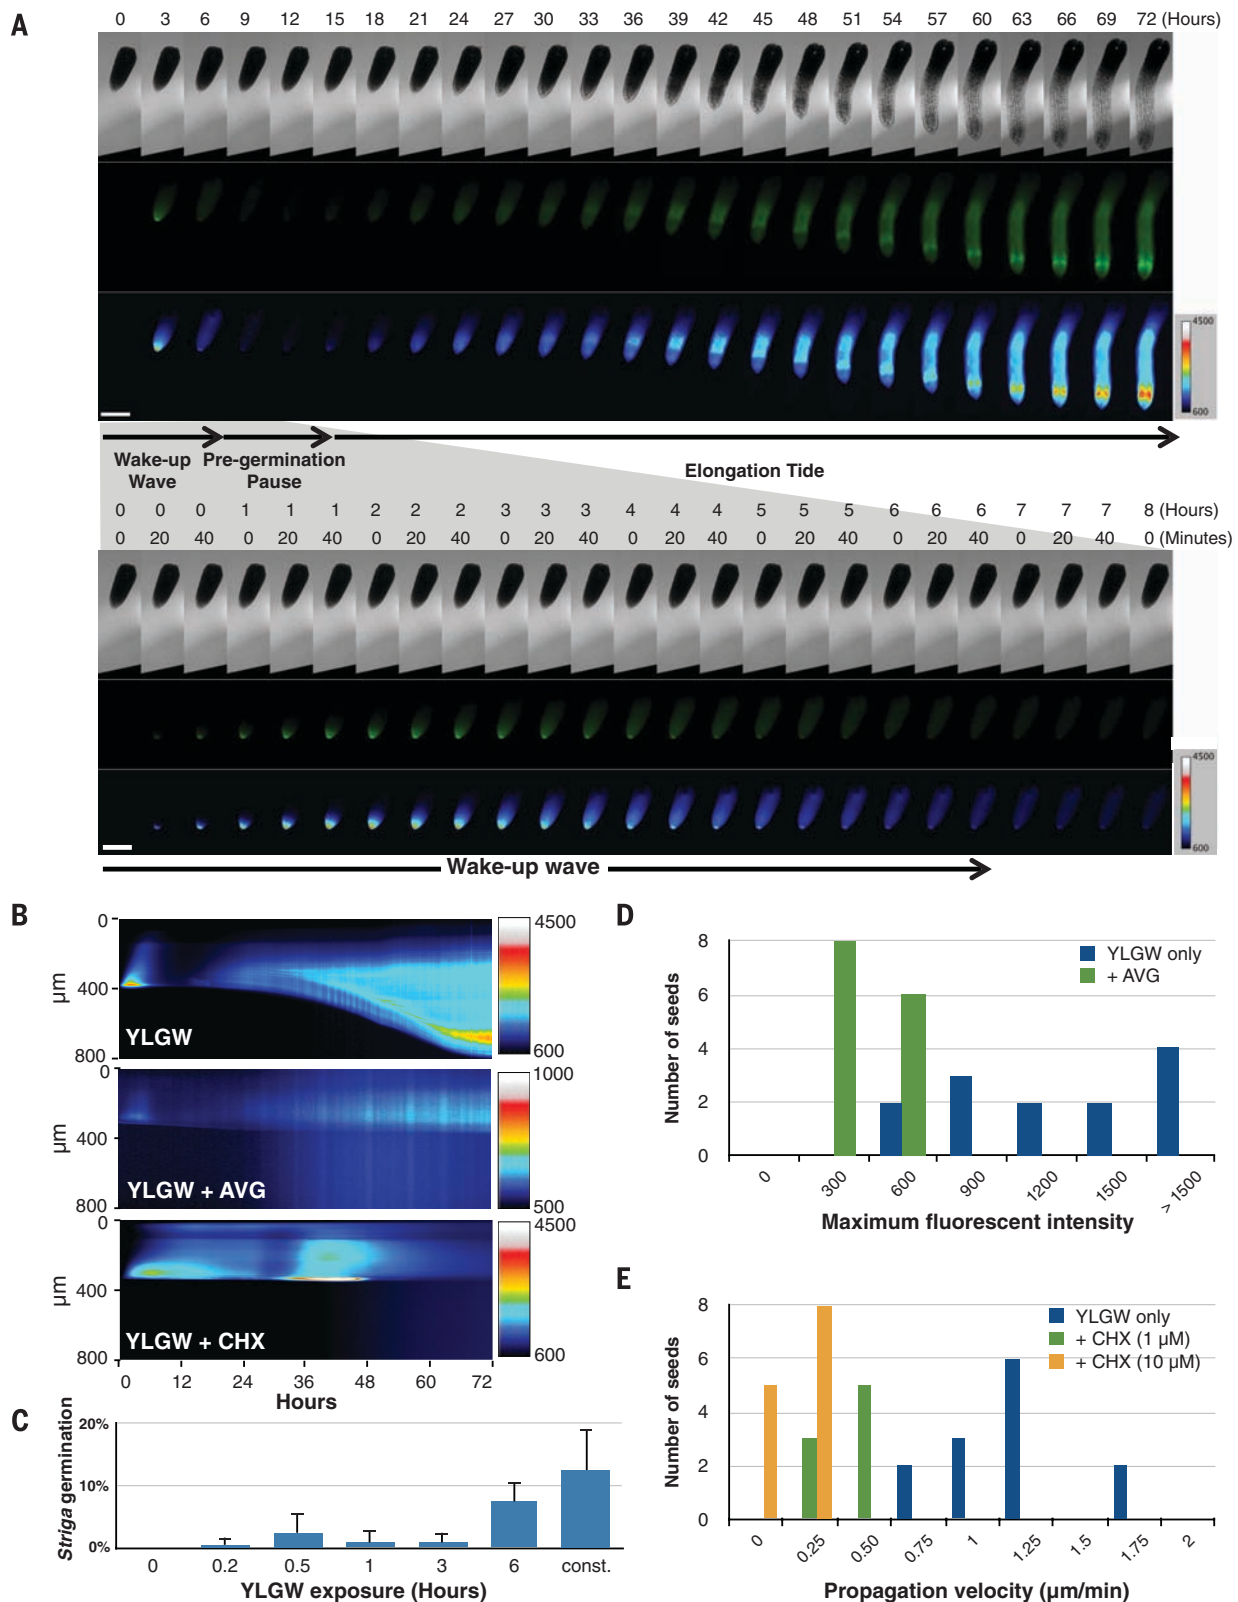 A
0 3 6 9 12 15 18 21 24 27 30 33 36 39 42 45 48 51 54 57 60 63 66 69 72 (Hours)
4500
600
Wake-up Wave
Pre-germination Pause
Elongation Tide
0 0 0 1 1 1 2 2 2 3 3 3 4 4 4 5 5 5 6 6 6 7 7 7 8 (Hours)
0 20 40 0 20 40 0 20 40 0 20 40 0 20 40 0 20 40 0 20 40 0 20 40 0 (Minutes)
4500
600
Wake-up wave
B
0
400
800
µm
YLGW
4500
600
0
400
800
µm
YLGW + AVG
1000
500
0
400
800
µm
YLGW + CHX
4500
600
0 12 24 36 48 60 72
Hours
C
20%
10%
0%
Striga germination
0 0.2 0.5 1 3 6 const.
YLGW exposure (Hours)
D
8
6
4
2
0
Number of seeds
YLGW only
+ AVG
0 300 600 900 1200 1500 > 1500
Maximum fluorescent intensity
E
8
6
4
2
0
Number of seeds
YLGW only
+ CHX (1 µM)
+ CHX (10 µM)
0 0.25 0.50 0.75 1 1.25 1.5 1.75 2
Propagation velocity (µm/min)